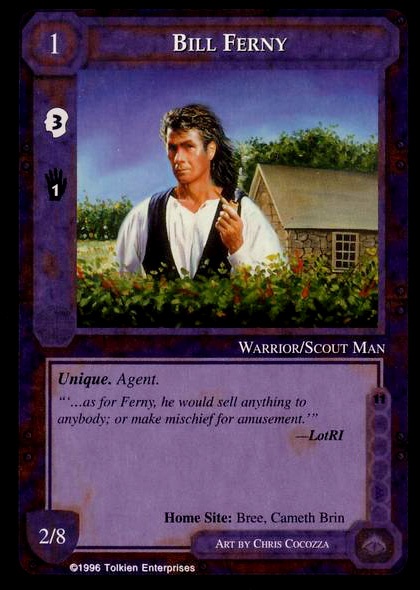 1
BILL FERNY
3
1
WARRIOR/SCOUT MAN
Unique. Agent.
“‘...as for Ferny, he would sell anything to
anybody; or make mischief for amusement.’”
—LotRI
Home Site: Bree, Cameth Brin
2/8
ART BY CHRIS COCOZZA
©1996 Tolkien Enterprises